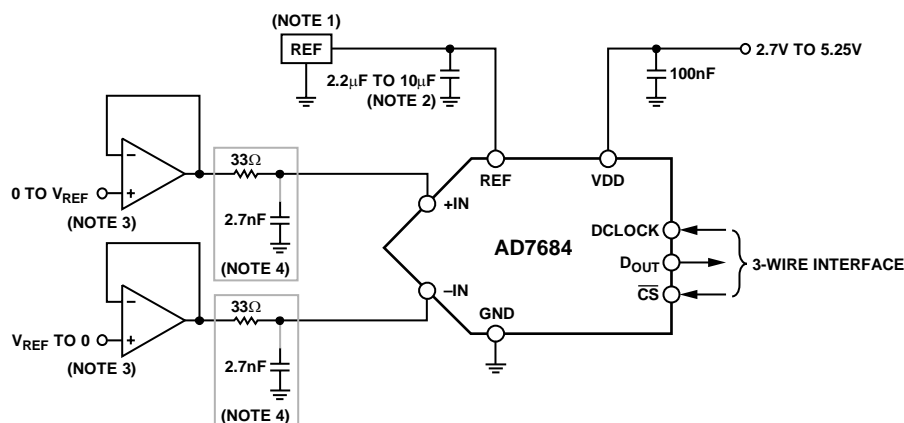 (NOTE 1)
REF
2.2μF TO 10μF
(NOTE 2)
100nF
2.7V TO 5.25V
33Ω
2.7nF
(NOTE 4)
–
+
0 TO VREF
(NOTE 3)
REF
VDD
+IN
AD7684
DCLOCK
DOUT
CS
3-WIRE INTERFACE
–IN
GND
33Ω
2.7nF
(NOTE 4)
–
+
VREF TO 0
(NOTE 3)